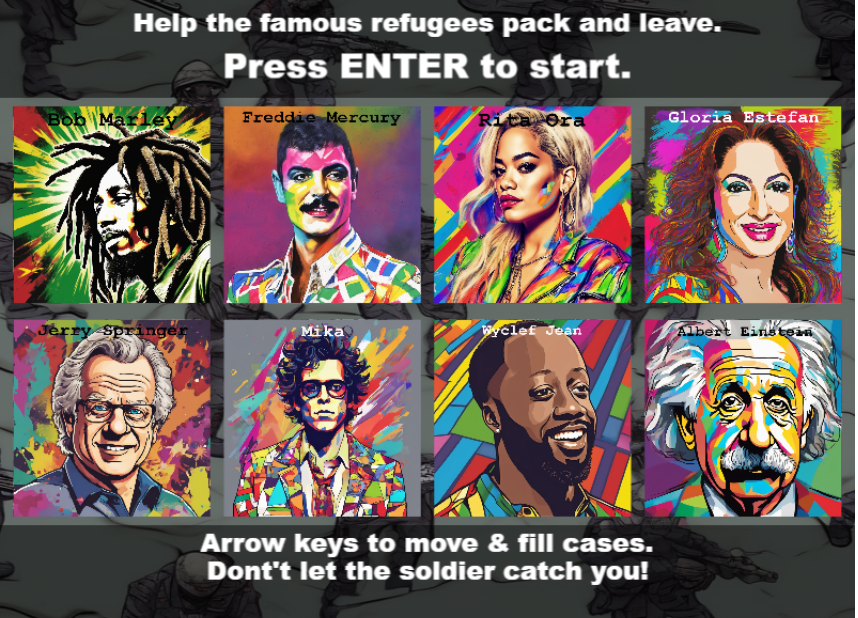 Help the famous refugees pack and leave.
Press ENTER to start.
Bob Marley
Freddie Mercury
Rita Ora
Gloria Estefan
Jerry Springer
Mika
Wyclef Jean
Albert Einstein
Arrow keys to move & fill cases.
Dont't let the soldier catch you!